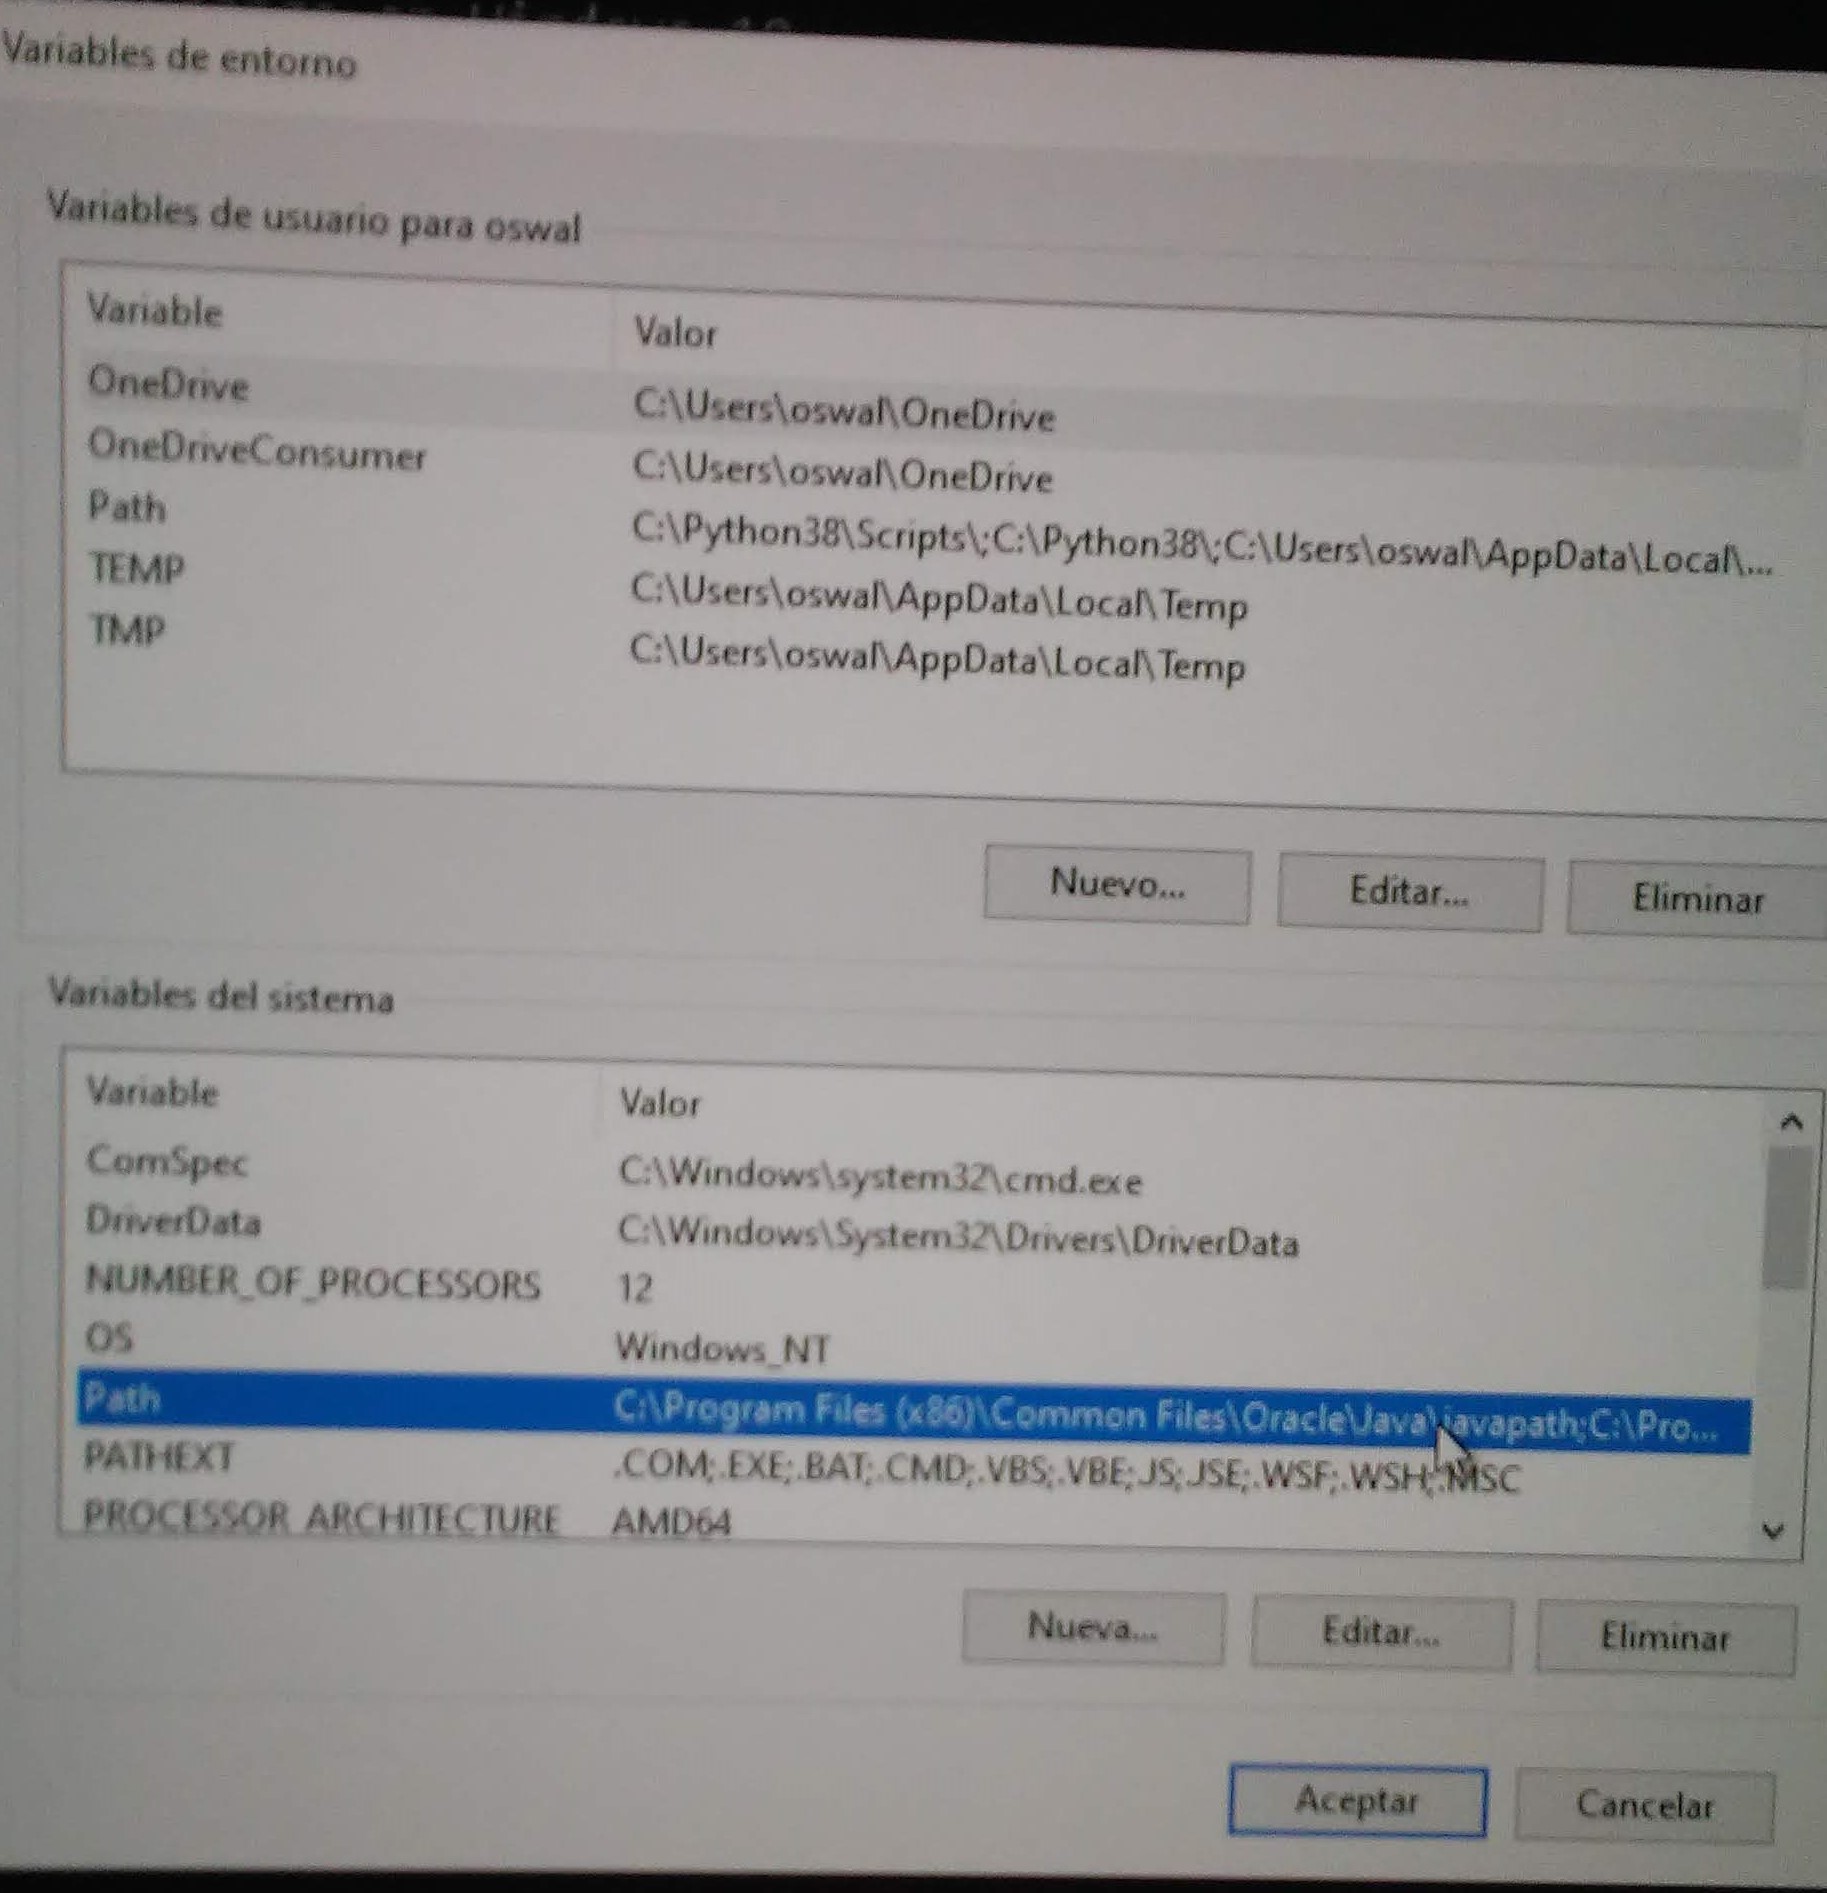 Variables de entorno
Variables de usuario para oswal
Variable Valor
OneDrive C:\Users\oswal\OneDrive
OneDriveConsumer C:\Users\oswal\OneDrive
Path C:\Python38\Scripts\;C:\Python38\;C:\Users\oswal\AppData\Local\...
TEMP C:\Users\oswal\AppData\Local\Temp
TMP C:\Users\oswal\AppData\Local\Temp
Nuevo... Editar... Eliminar
Variables del sistema
Variable Valor
ComSpec C:\Windows\system32\cmd.exe
DriverData C:\Windows\System32\Drivers\DriverData
NUMBER_OF_PROCESSORS 12
OS Windows_NT
Path C:\Program Files (x86)\Common Files\Oracle\Java\javapath;C:\Pro...
PATHEXT .COM;.EXE;.BAT;.CMD;.VBS;.VBE;.JS;.JSE;.WSF;.WSH;.MSC
PROCESSOR_ARCHITECTURE AMD64
Nueva... Editar... Eliminar
Aceptar Cancelar